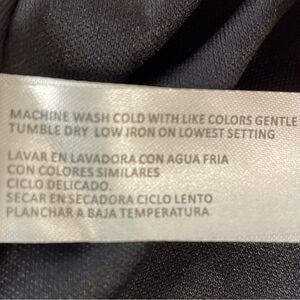 MACHINE WASH COLD WITH LIKE COLORS GENTLE
TUMBLE DRY LOW IRON ON LOWEST SETTING
LAVAR EN LAVADORA CON AGUA FRIA
CON COLORES SIMILARES
CICLO DELICADO.
SECAR EN SECADORA CICLO LENTO
PLANCHAR A BAJA TEMPERATURA